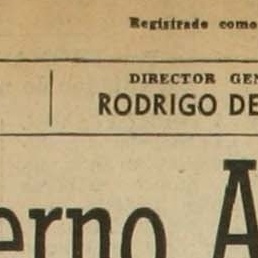 Registrado como
DIRECTOR GEN
RODRIGO DE
erno A